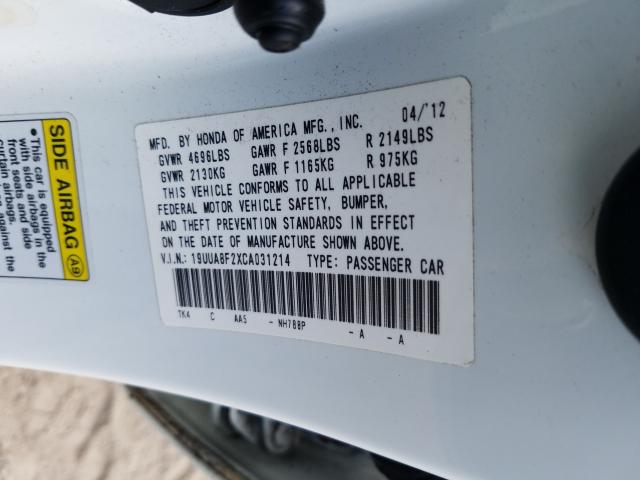 SIDE AIRBAG A9
• This car is equipped
with side airbags in the
front seats and side
curtain airbags.
MFD. BY HONDA OF AMERICA MFG., INC. 04/'12
GVWR 4696LBS GAWR F 2568LBS R 2149LBS
GVWR 2130KG GAWR F 1165KG R 975KG
THIS VEHICLE CONFORMS TO ALL APPLICABLE
FEDERAL MOTOR VEHICLE SAFETY, BUMPER,
AND THEFT PREVENTION STANDARDS IN EFFECT
ON THE DATE OF MANUFACTURE SHOWN ABOVE.
V.I.N.: 19UUA8F2XCA031214 TYPE: PASSENGER CAR
TK4 C AA5 - NH788P - A - A